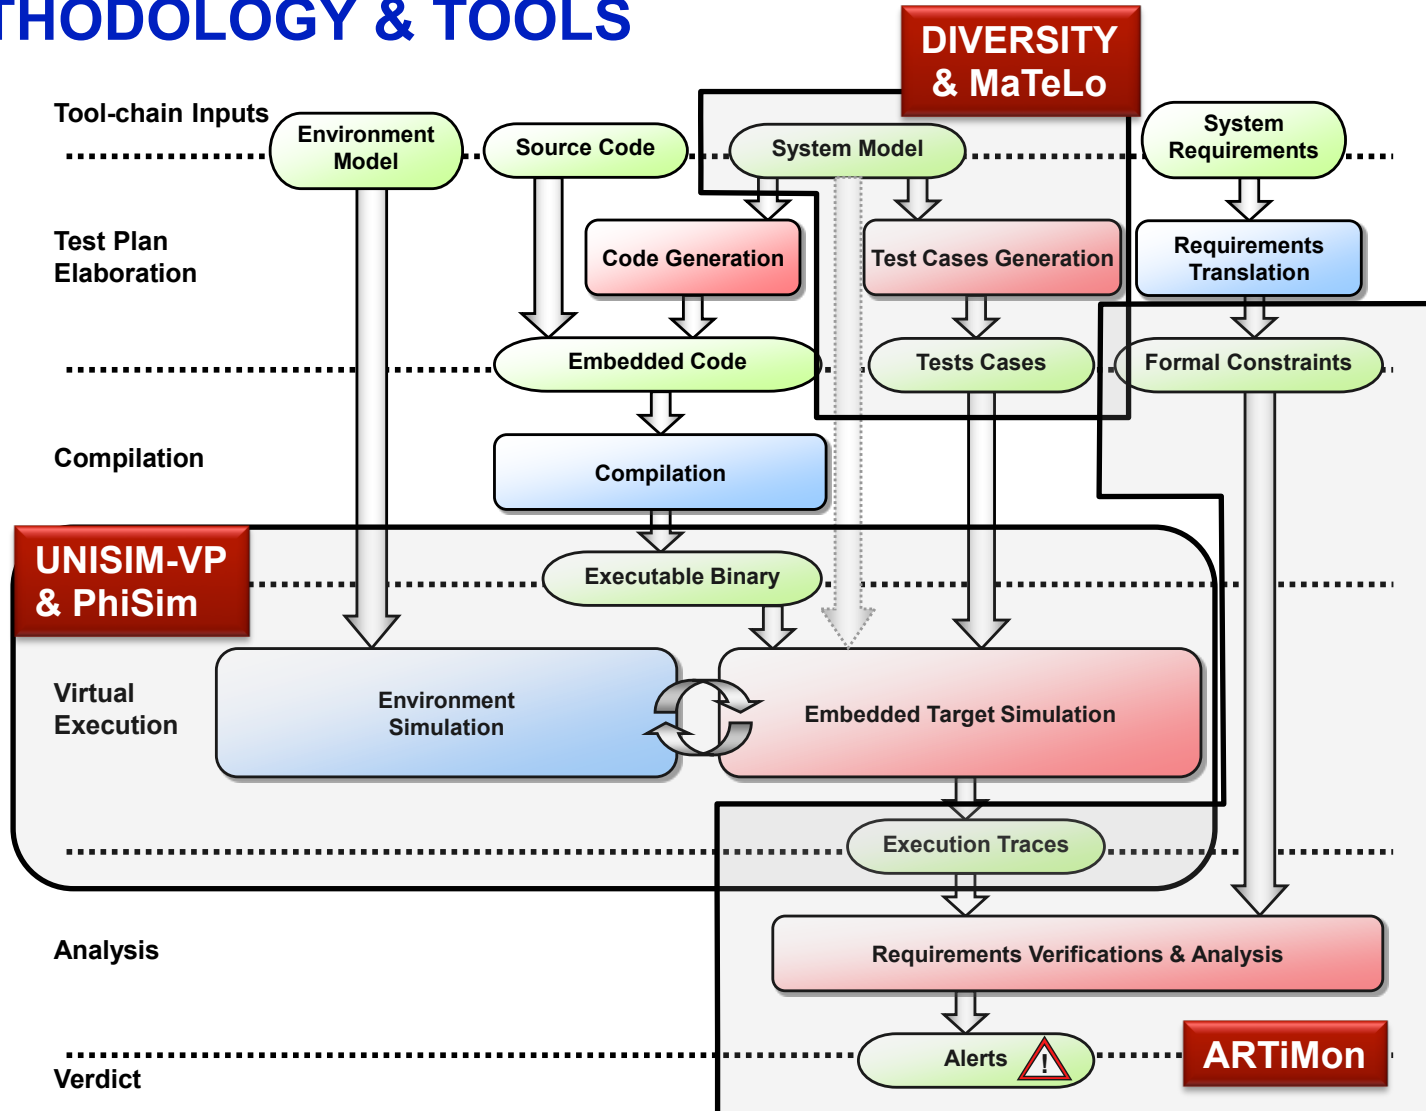 THODOLOGY & TOOLS
DIVERSITY
& MaTeLo
Tool-chain Inputs
Environment
Model
Source Code
System Model
System
Requirements
Test Plan
Elaboration
Code Generation
Test Cases Generation
Requirements
Translation
Embedded Code
Tests Cases
Formal Constraints
Compilation
Compilation
UNISIM-VP
& PhiSim
Executable Binary
Virtual
Execution
Environment
Simulation
Embedded Target Simulation
Execution Traces
Analysis
Requirements Verifications & Analysis
Alerts
!
ARTiMon
Verdict